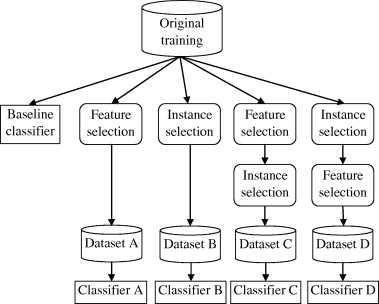 Original
training
Baseline
classifier
Feature
selection
Instance
selection
Feature
selection
Instance
selection
Instance
selection
Feature
selection
Dataset A
Dataset B
Dataset C
Dataset D
Classifier A
Classifier B
Classifier C
Classifier D